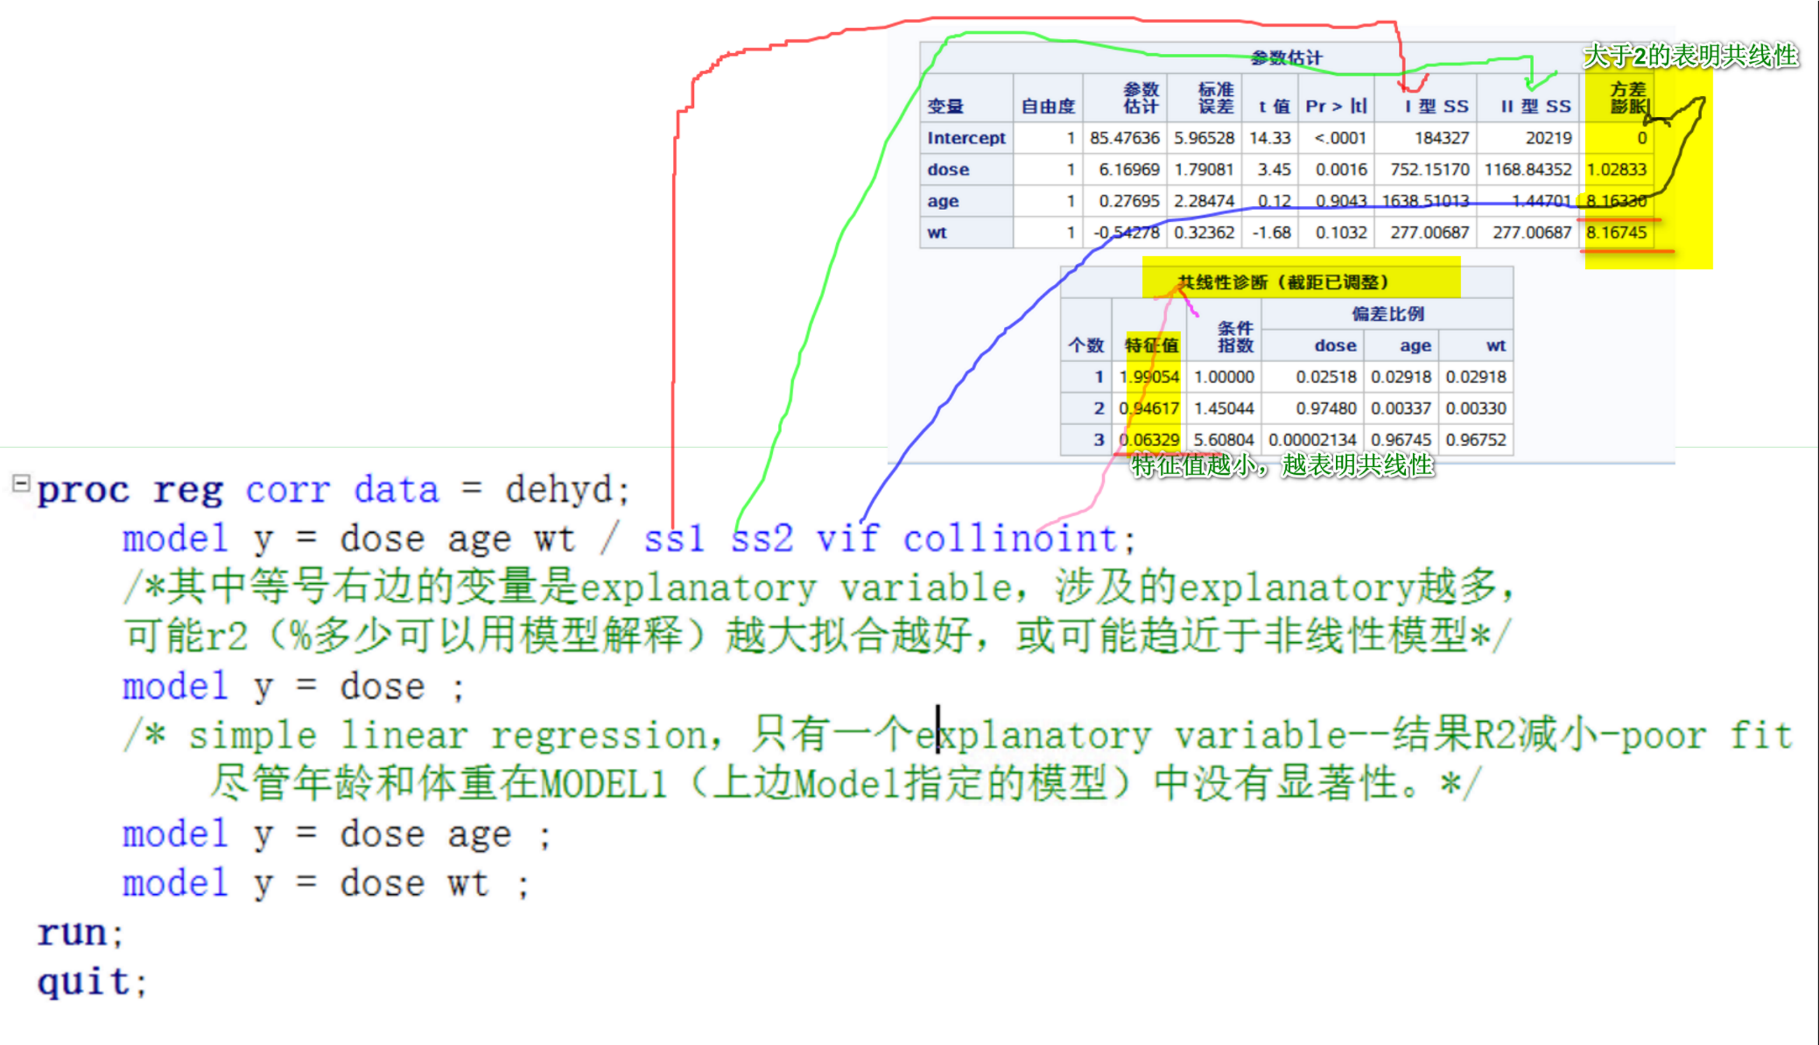 参数估计
大于2的表明共线性
变量 自由度 参数估计 标准误差 t 值 Pr > |t| I 型 SS II 型 SS 方差膨胀
Intercept 1 85.47636 5.96528 14.33 <.0001 184327 20219 0
dose 1 6.16969 1.79081 3.45 0.0016 752.15170 1168.84352 1.02833
age 1 0.27695 2.28474 0.12 0.9043 1638.51013 1.44701 8.16330
wt 1 -0.54278 0.32362 -1.68 0.1032 277.00687 277.00687 8.16745
共线性诊断（截距已调整）
偏差比例
个数 特征值 条件指数 dose age wt
1 1.99054 1.00000 0.02518 0.02918 0.02918
2 0.94617 1.45044 0.97480 0.00337 0.00330
3 0.06329 5.60804 0.00002134 0.96745 0.96752
特征值越小，越表明共线性
proc reg corr data = dehyd;
model y = dose age wt / ss1 ss2 vif collinoint;
/*其中等号右边的变量是explanatory variable，涉及的explanatory越多，
可能r2（%多少可以用模型解释）越大拟合越好，或可能趋近于非线性模型*/
model y = dose ;
/* simple linear regression，只有一个explanatory variable--结果R2减小-poor fit
尽管年龄和体重在MODEL1（上边Model指定的模型）中没有显著性。*/
model y = dose age ;
model y = dose wt ;
run;
quit;